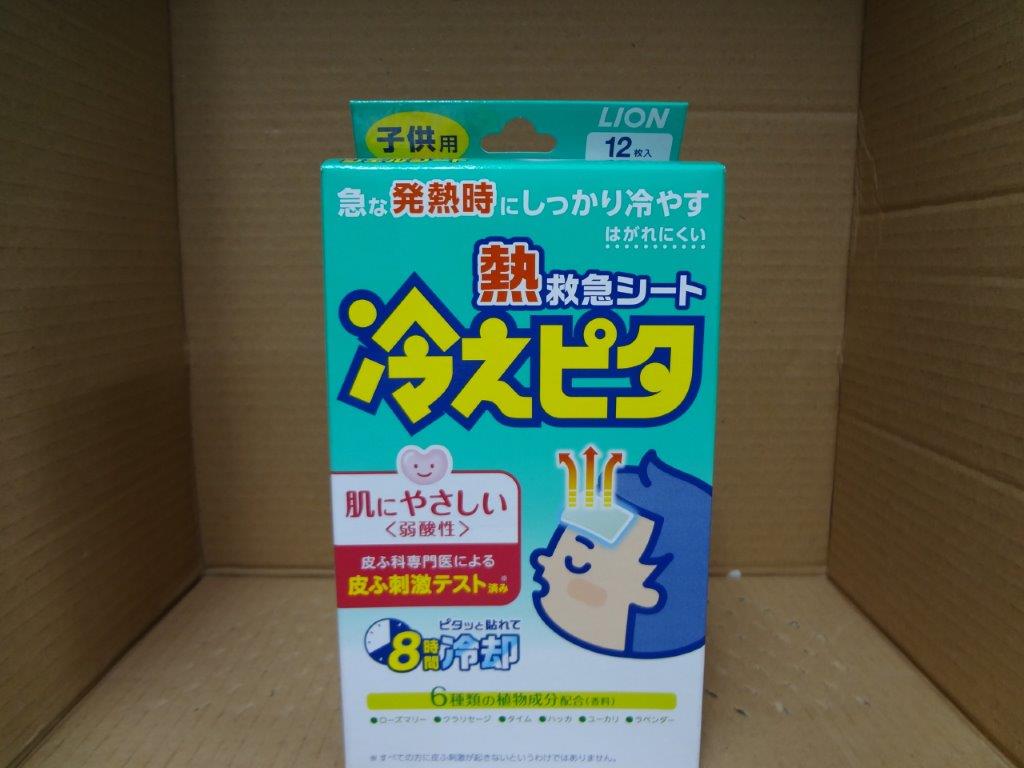 子供用
LION
12枚入
急な発熱時にしっかり冷やす
はがれにくい
熱救急シート
冷えピタ
肌にやさしい
〈弱酸性〉
皮ふ科専門医による
皮ふ刺激テスト※済み
ピタッと貼れて
8時間冷却
6種類の植物成分配合(香料)
●ローズマリー ●クラリセージ ●タイム ●ハッカ ●ユーカリ ●ラベンダー
※すべての方に皮ふ刺激が起きないというわけではありません。